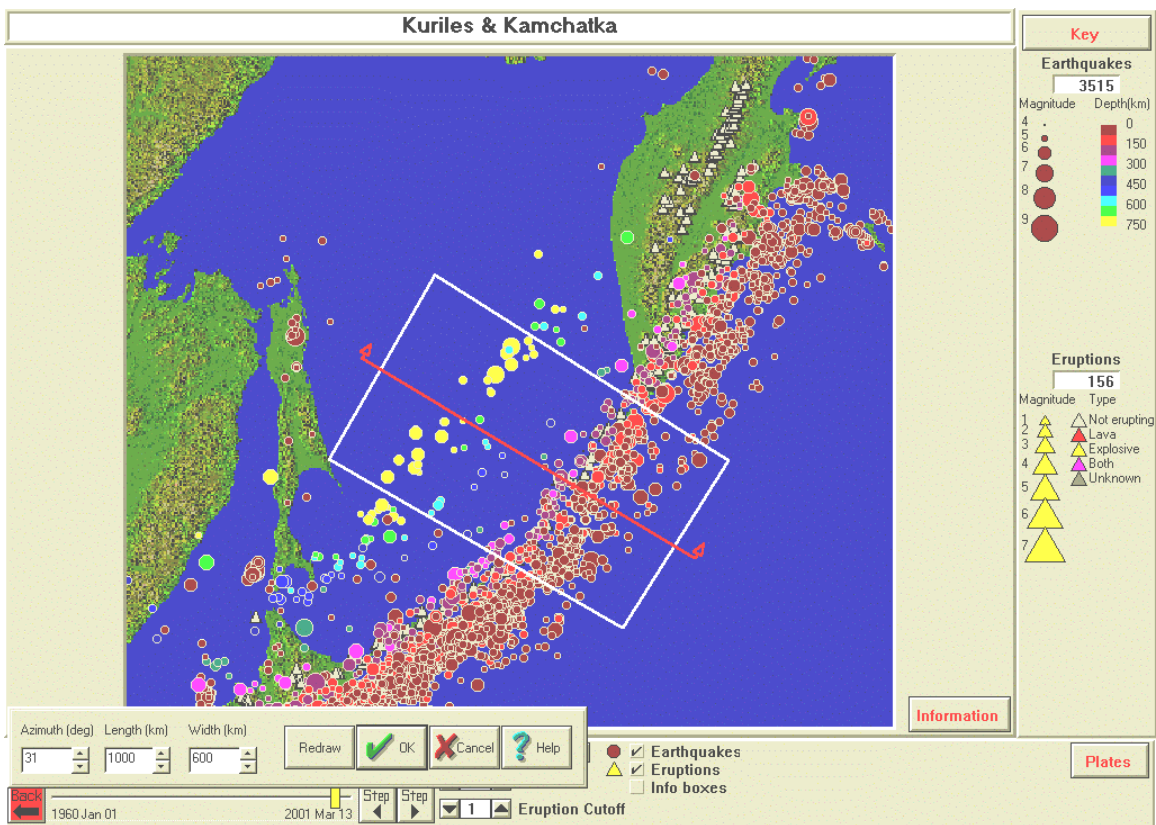 Kuriles & Kamchatka
Key
Earthquakes
3515
Magnitude Depth(km)
4 0
5
6 150
7 300
8 450
600
9 750
Eruptions
156
Magnitude Type
1 Not erupting
2 Lava
3 Explosive
4 Both
5 Unknown
6
7
Information
Azimuth (deg) Length (km) Width (km)
31 1000 600
Redraw OK Cancel Help
Earthquakes
Eruptions
Info boxes
Plates
Back
1960 Jan 01 2001 Mar 13
Step Step
1 Eruption Cutoff